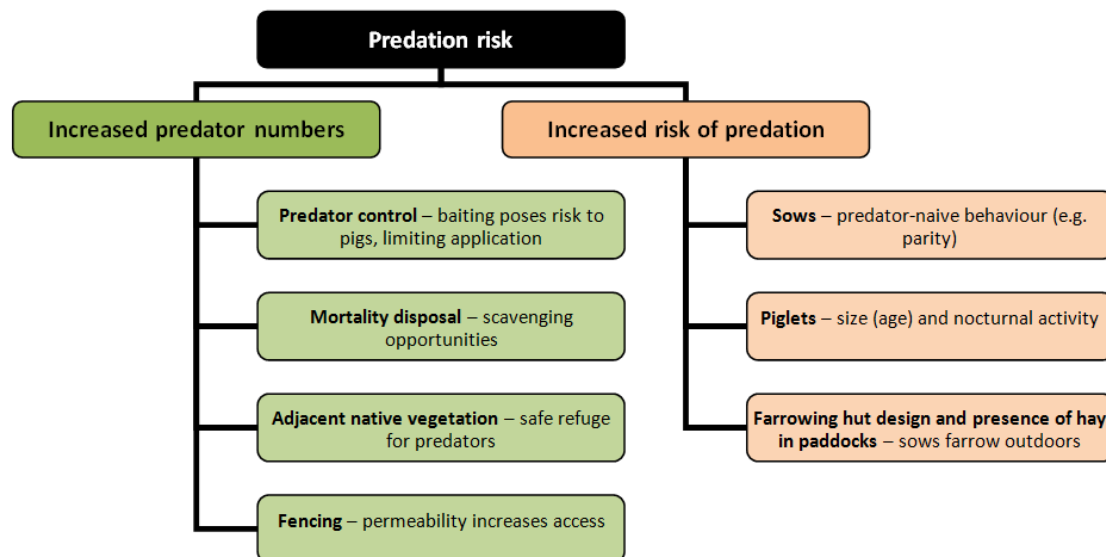 Predation risk
Increased predator numbers
Increased risk of predation
Predator control – baiting poses risk to
pigs, limiting application
Mortality disposal – scavenging
opportunities
Adjacent native vegetation – safe refuge
for predators
Fencing – permeability increases access
Sows – predator-naive behaviour (e.g.
parity)
Piglets – size (age) and nocturnal activity
Farrowing hut design and presence of hay
in paddocks – sows farrow outdoors